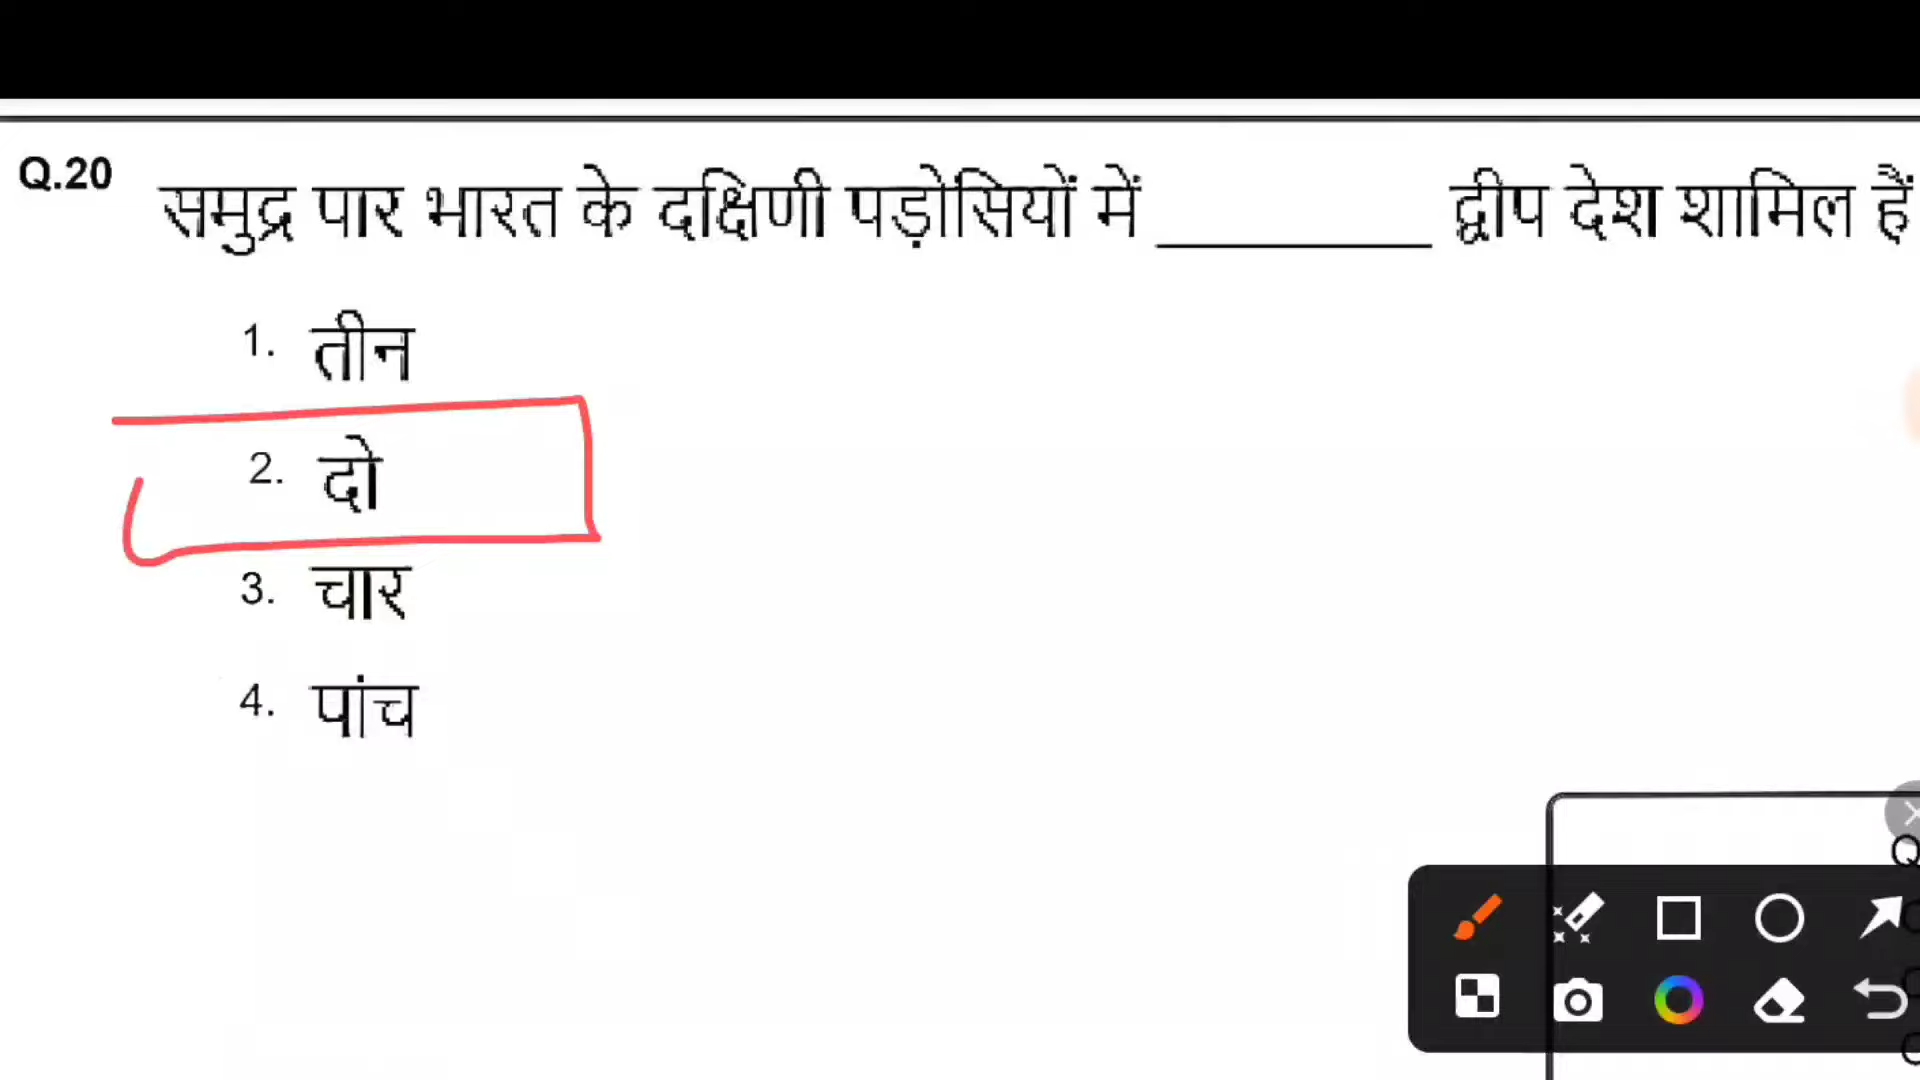 Q.20 समुद्र पार भारत के दक्षिणी पड़ोसियों में ________ द्वीप देश शामिल हैं
1. तीन
2. दो
3. चार
4. पांच
Q